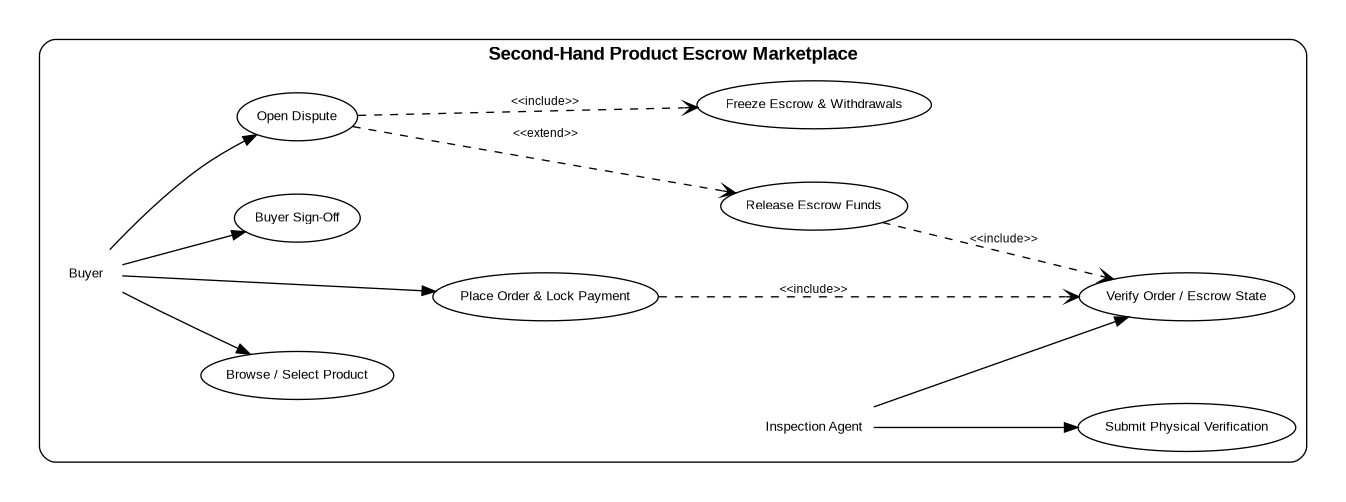 Second-Hand Product Escrow Marketplace
Open Dispute
<<include>>
Freeze Escrow & Withdrawals
<<extend>>
Buyer Sign-Off
Release Escrow Funds
<<include>>
Buyer
Place Order & Lock Payment
<<include>>
Verify Order / Escrow State
Browse / Select Product
Inspection Agent
Submit Physical Verification